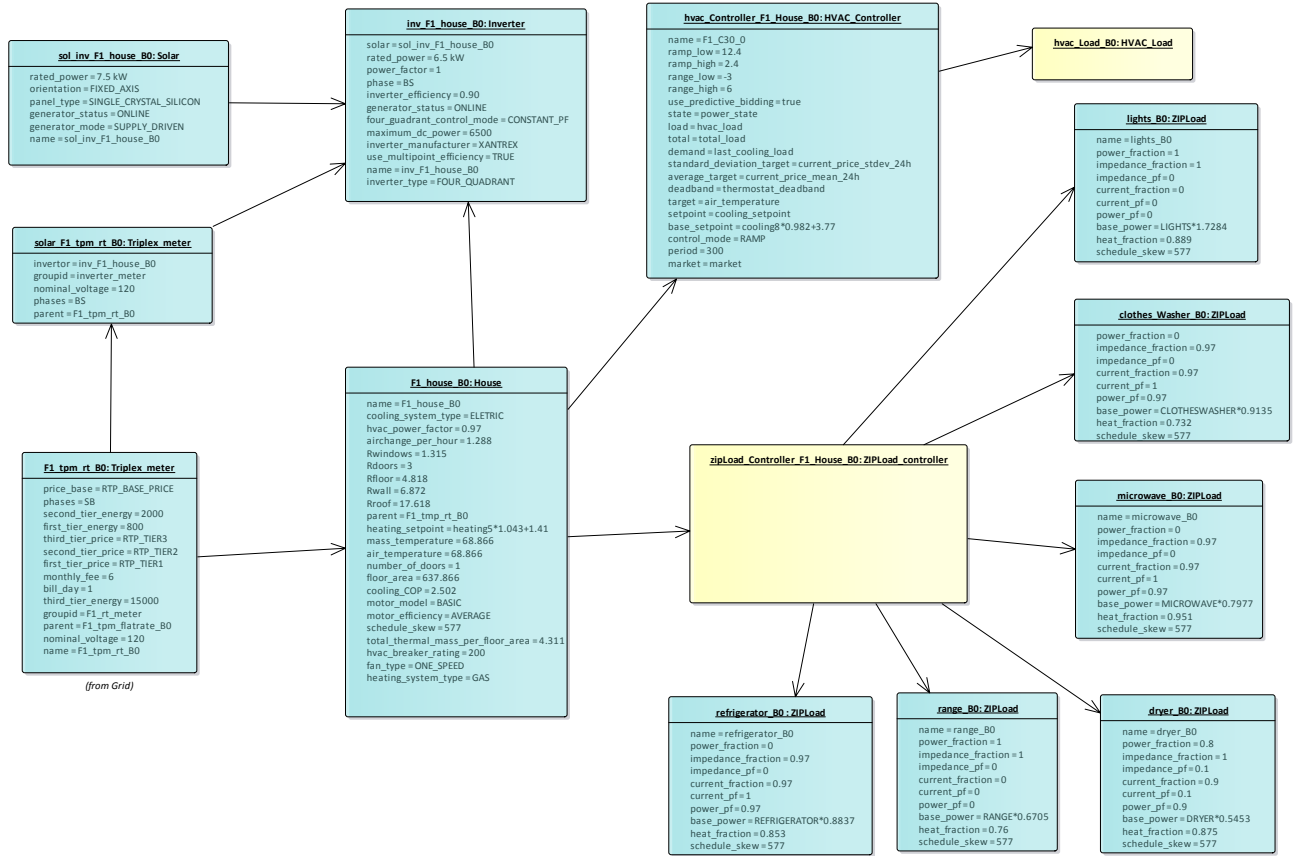 sol_inv_F1_house_B0: Solar
rated_power = 7.5 kW
orientation = FIXED_AXIS
panel_type = SINGLE_CRYSTAL_SILICON
generator_status = ONLINE
generator_mode = SUPPLY_DRIVEN
name = sol_inv_F1_house_B0
inv_F1_house_B0: Inverter
solar = sol_inv_F1_house_B0
rated_power = 6.5 kW
power_factor = 1
phase = BS
inverter_efficiency = 0.90
generator_status = ONLINE
four_guadrant_control_mode = CONSTANT_PF
maximum_dc_power = 6500
inverter_manufacturer = XANTREX
use_multipoint_efficiency = TRUE
name = inv_F1_house_B0
inverter_type = FOUR_QUADRANT
hvac_Controller_F1_House_B0: HVAC_Controller
name = F1_C30_0
ramp_low = 12.4
ramp_high = 2.4
range_low = -3
range_high = 6
use_predictive_bidding = true
state = power_state
load = hvac_load
total = total_load
demand = last_cooling_load
standard_deviation_target = current_price_stdev_24h
average_target = current_price_mean_24h
deadband = thermostat_deadband
target = air_temperature
setpoint = cooling_setpoint
base_setpoint = cooling8*0.982+3.77
control_mode = RAMP
period = 300
market = market
hvac_Load_B0: HVAC_Load
lights_B0: ZIPLoad
name = lights_B0
power_fraction = 1
impedance_fraction = 1
impedance_pf = 0
current_fraction = 0
current_pf = 0
power_pf = 0
base_power = LIGHTS*1.7284
heat_fraction = 0.889
schedule_skew = 577
solar_F1_tpm_rt_B0: Triplex_meter
invertor = inv_F1_house_B0
groupid = inverter_meter
nominal_voltage = 120
phases = BS
parent = F1_tpm_rt_B0
clothes_Washer_B0: ZIPLoad
power_fraction = 0
impedance_fraction = 0.97
impedance_pf = 0
current_fraction = 0.97
current_pf = 1
power_pf = 0.97
base_power = CLOTHESWASHER*0.9135
heat_fraction = 0.732
schedule_skew = 577
F1_house_B0: House
name = F1_house_B0
cooling_system_type = ELETRIC
hvac_power_factor = 0.97
airchange_per_hour = 1.288
Rwindows = 1.315
Rdoors = 3
Rfloor = 4.818
Rwall = 6.872
Rroof = 17.618
parent = F1_tmp_rt_B0
heating_setpoint = heating5*1.043+1.41
mass_temperature = 68.866
air_temperature = 68.866
number_of_doors = 1
floor_area = 637.866
cooling_COP = 2.502
motor_model = BASIC
motor_efficiency = AVERAGE
schedule_skew = 577
total_thermal_mass_per_floor_area = 4.311
hvac_breaker_rating = 200
fan_type = ONE_SPEED
heating_system_type = GAS
F1_tpm_rt_B0: Triplex_meter
price_base = RTP_BASE_PRICE
phases = SB
second_tier_energy = 2000
first_tier_energy = 800
third_tier_price = RTP_TIER3
second_tier_price = RTP_TIER2
first_tier_price = RTP_TIER1
monthly_fee = 6
bill_day = 1
third_tier_energy = 15000
groupid = F1_rt_meter
parent = F1_tpm_flatrate_B0
nominal_voltage = 120
name = F1_tpm_rt_B0
(from Grid)
zipLoad_Controller_F1_House_B0: ZIPLoad_controller
microwave_B0: ZIPLoad
name = microwave_B0
power_fraction = 0
impedance_fraction = 0.97
impedance_pf = 0
current_fraction = 0.97
current_pf = 1
power_pf = 0.97
base_power = MICROWAVE*0.7977
heat_fraction = 0.951
schedule_skew = 577
refrigerator_B0 : ZIPLoad
name = refrigerator_B0
power_fraction = 0
impedance_fraction = 0.97
impedance_pf = 0
current_fraction = 0.97
current_pf = 1
power_pf = 0.97
base_power = REFRIGERATOR*0.8837
heat_fraction = 0.853
schedule_skew = 577
range_B0: ZIPLoad
name = range_B0
power_fraction = 1
impedance_fraction = 1
impedance_pf = 0
current_fraction = 0
current_pf = 0
power_pf = 0
base_power = RANGE*0.6705
heat_fraction = 0.76
schedule_skew = 577
dryer_B0: ZIPLoad
name = dryer_B0
power_fraction = 0.8
impedance_fraction = 1
impedance_pf = 0.1
current_fraction = 0.9
current_pf = 0.1
power_pf = 0.9
base_power = DRYER*0.5453
heat_fraction = 0.875
schedule_skew = 577